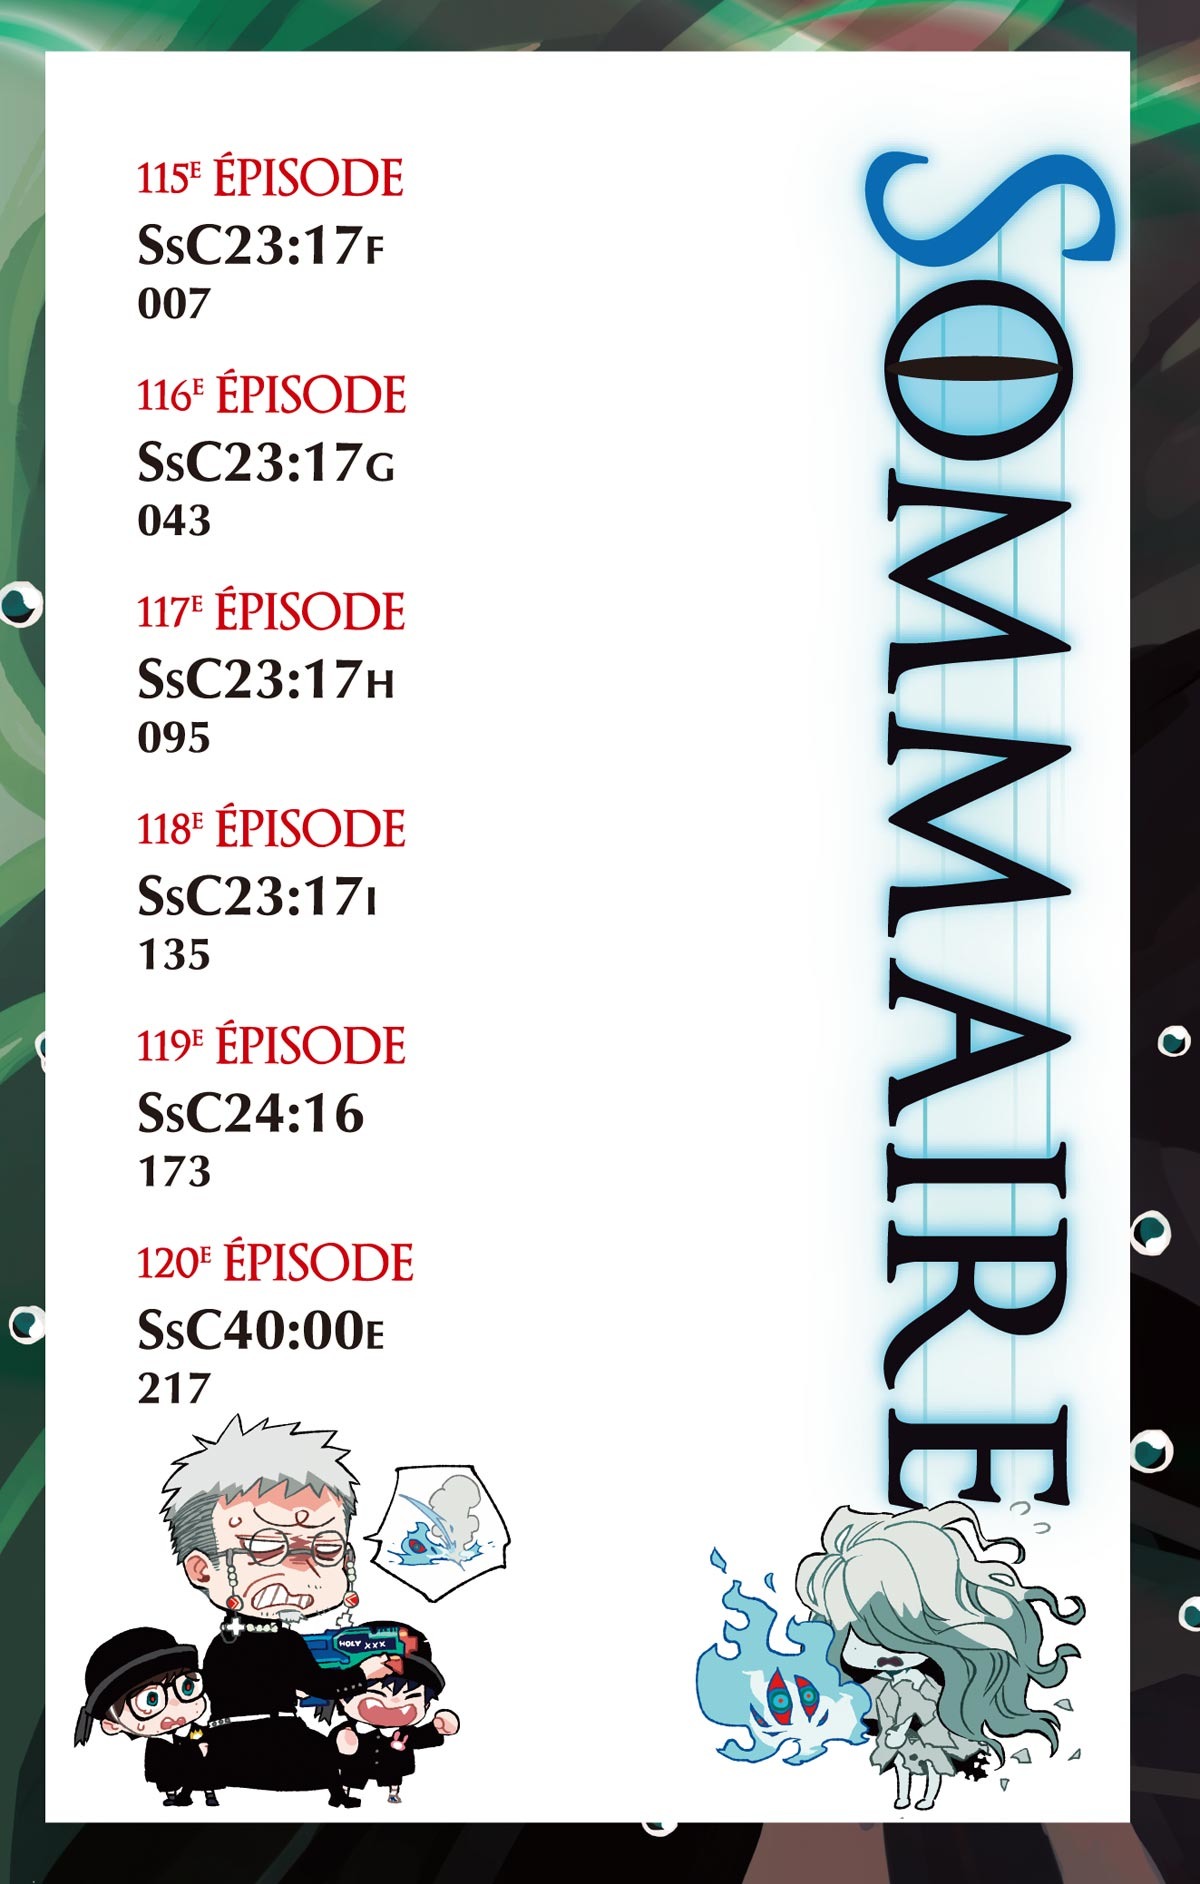 SOMMAIRE
115E ÉPISODE
SsC23:17F
007
116E ÉPISODE
SsC23:17G
043
117E ÉPISODE
SsC23:17H
095
118E ÉPISODE
SsC23:17I
135
119E ÉPISODE
SsC24:16
173
120E ÉPISODE
SsC40:00E
217
HOLY XXX